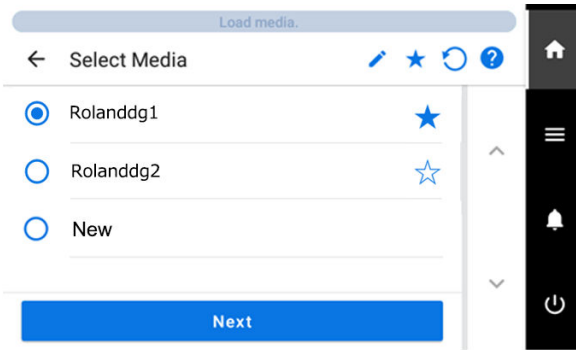 Load media.
Select Media
Rolanddg1
Rolanddg2
New
Next